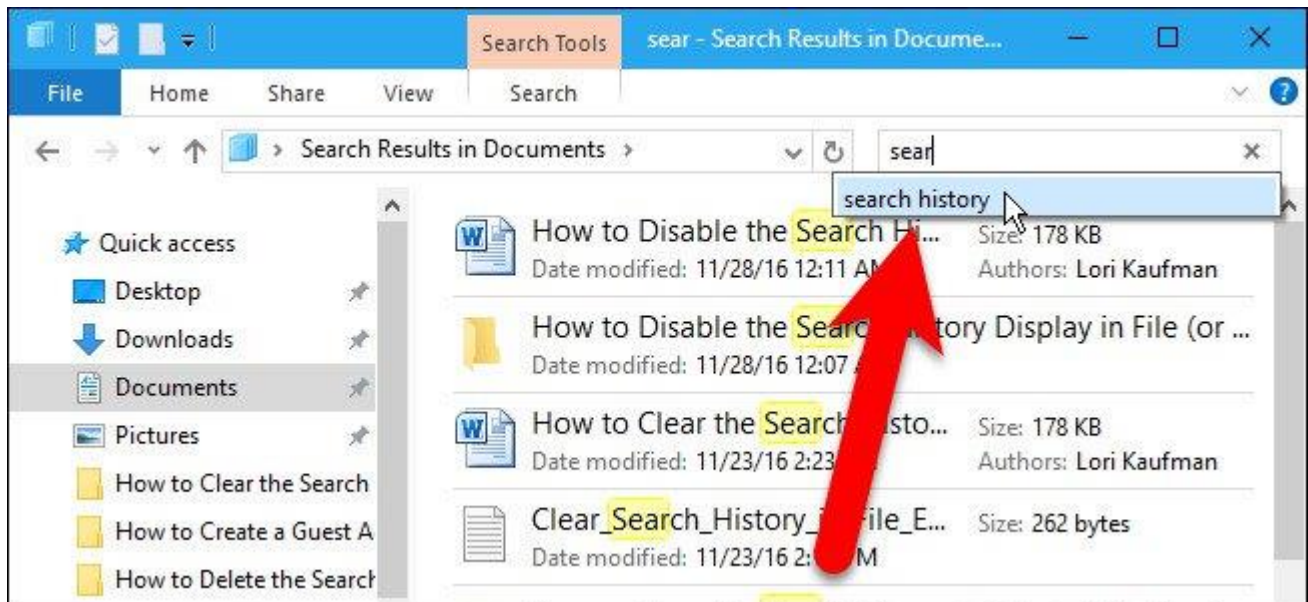 Search Tools
sear - Search Results in Docume...
File Home Share View Search
Search Results in Documents
sear
search history
Quick access
Desktop
Downloads
Documents
Pictures
How to Clear the Search
How to Create a Guest A
How to Delete the Search
How to Disable the Search Hi...
Size: 178 KB
Date modified: 11/28/16 12:11 AM
Authors: Lori Kaufman
How to Disable the Search History Display in File (or ...
Date modified: 11/28/16 12:07
How to Clear the Search Histo...
Size: 178 KB
Date modified: 11/23/16 2:23
Authors: Lori Kaufman
Clear_Search_History_in_File_E...
Size: 262 bytes
Date modified: 11/23/16 2: M